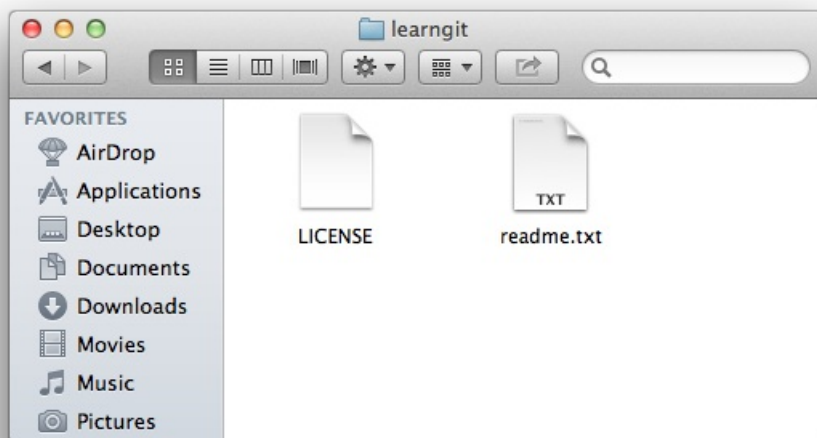 learngit
FAVORITES
AirDrop
Applications
Desktop
Documents
Downloads
Movies
Music
Pictures
TXT
LICENSE
readme.txt